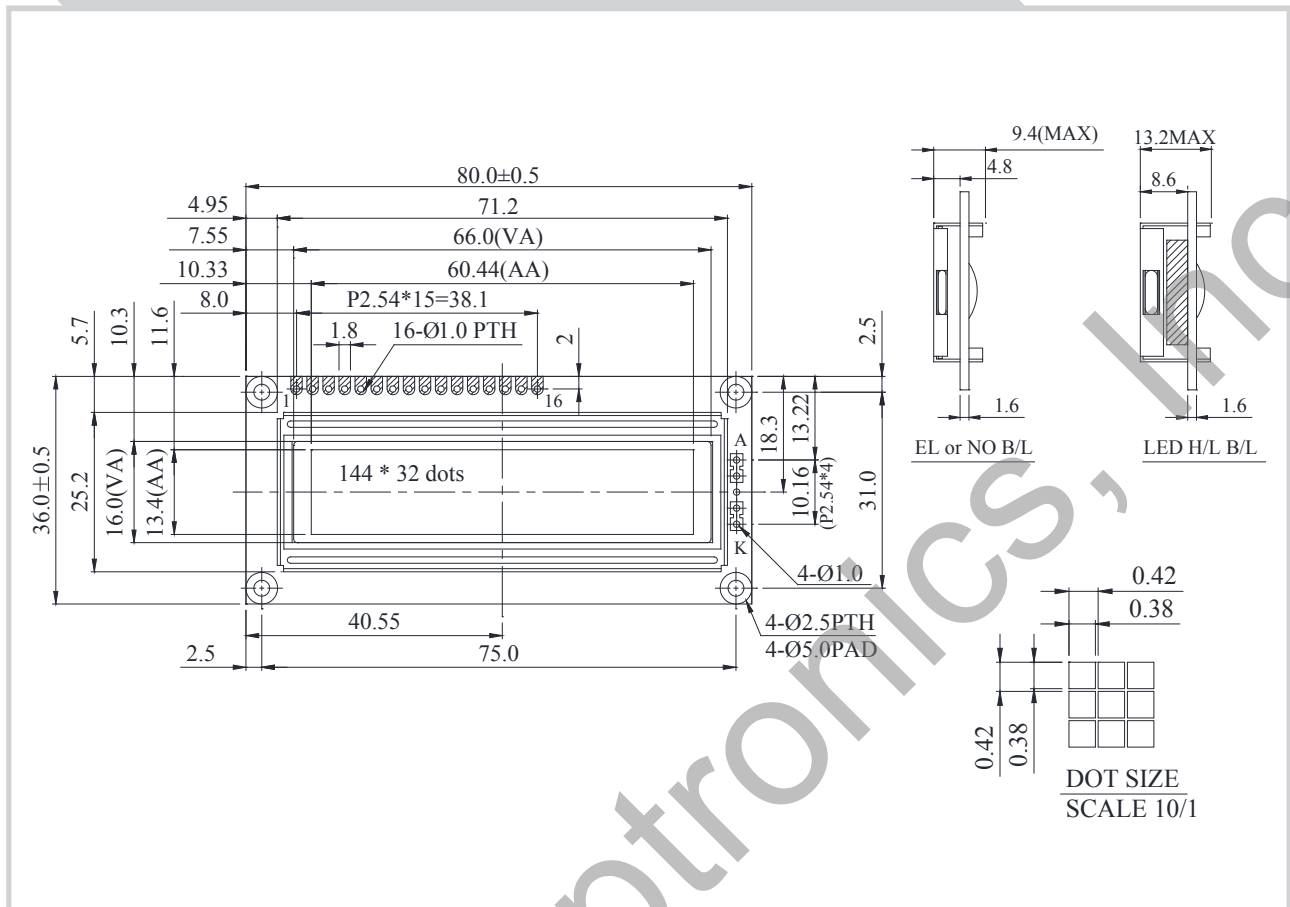 9.4(MAX)
13.2MAX
4.8
8.6
80.0±0.5
4.95
71.2
7.55
66.0(VA)
10.33
60.44(AA)
8.0
P2.54*15=38.1
5.7
10.3
11.6
1.8
16-Ø1.0 PTH
2
2.5
1
16
1.6
1.6
EL or NO B/L
LED H/L B/L
36.0±0.5
25.2
16.0(VA)
13.4(AA)
144 * 32 dots
A
18.3
13.22
10.16
(P2.54*4)
31.0
K
4-Ø1.0
4-Ø2.5PTH
4-Ø5.0PAD
40.55
2.5
75.0
0.42
0.38
0.42
0.38
DOT SIZE
SCALE 10/1
ptronics, Inc